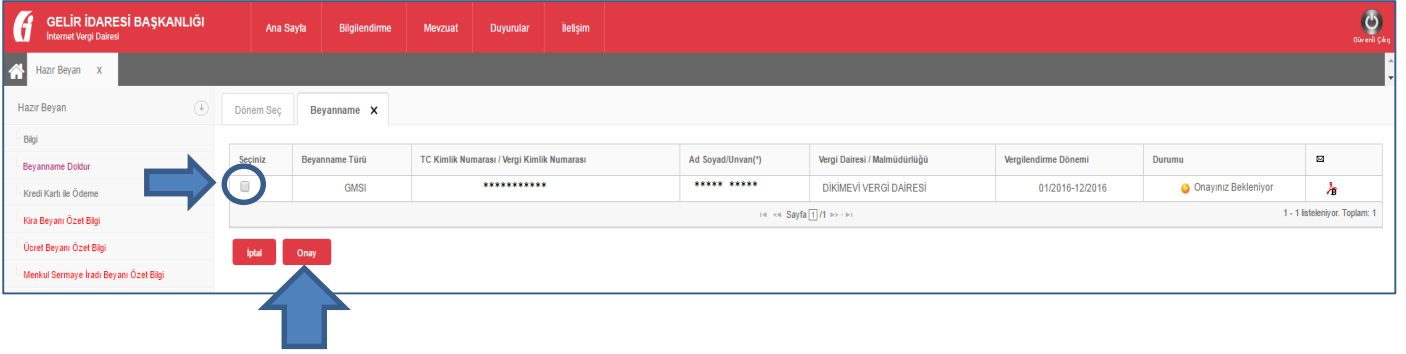 GELİR İDARESİ BAŞKANLIĞI
İnternet Vergi Dairesi
Ana Sayfa Bilgilendirme Mevzuat Duyurular İletişim
Güvenli Çıkış
Hazır Beyan X
Hazır Beyan
Bilgi
Beyanname Doldur
Kredi Kartı ile Ödeme
Kira Beyanı Özet Bilgi
Ücret Beyanı Özet Bilgi
Menkul Sermaye İradı Beyanı Özet Bilgi
Dönem Seç Beyanname X
Seçiniz Beyanname Türü TC Kimlik Numarası / Vergi Kimlik Numarası Ad Soyad/Unvan(*) Vergi Dairesi / Malmüdürlüğü Vergilendirme Dönemi Durumu
GMSI *********** ***** ***** DİKİMEVİ VERGİ DAİRESİ 01/2016-12/2016 Onayınız Bekleniyor
Sayfa 1 /1
1 - 1 listeleniyor. Toplam: 1
İptal Onay